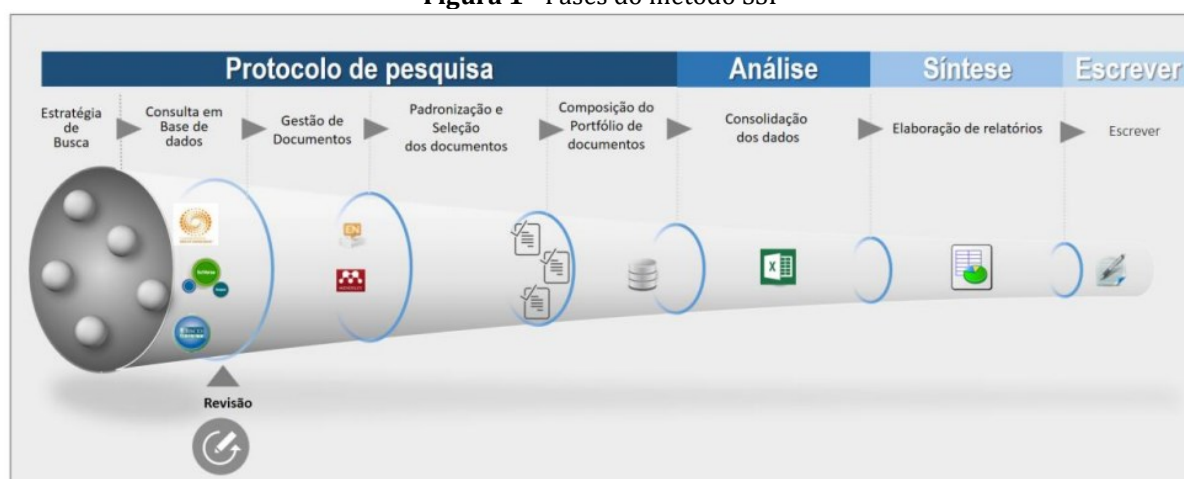 Figura 1 - Fases do método SSF
Protocolo de pesquisa
Análise
Síntese
Escrever
Estratégia
de
Busca
Consulta em
Base de
dados
Gestão de
Documentos
Padronização e
Seleção
dos documentos
Composição do
Portfólio de
documentos
Consolidação
dos dados
Elaboração de relatórios
Escrever
EN
X
Revisão